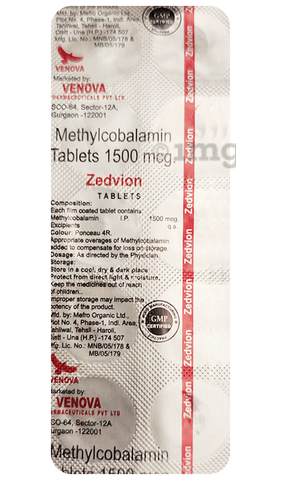 Mfd. by: Mefro Organic Ltd.,
Plot No. 4, Phase-1, Indl. Area,
Tahliwal, Tehsil - Haroli,
Distt - Una (H.P.)-174 507
Mfg. Lic. No.: MNB/05/178 &
MB/05/179
VENOVA
Marketed by:
VENOVA
PHARMACEUTICALS PVT LTD
SCO-64, Sector-12A,
Gurgaon -122001
GMP
CERTIFIED
Methylcobalamin
Tablets 1500 mcg.
1mg
Zedvion
TABLETS
Composition:
Each film coated tablet contains:
Methylcobalamin I.P. 1500 mcg.
Excipients q.s.
Colour: Ponceau 4R.
Appropriate overages of Methylcobalamin
added to compensate for loss on storage.
Dosage: As directed by the Physician.
Storage:
Store in a cool, dry & dark place.
Protect from direct light & moisture.
Keep the medicines out of reach
of children.
Improper storage may impact the
potency of the product.
Mfd. by: Mefro Organic Ltd.,
Plot No. 4, Phase-1, Indl. Area,
Tahliwal, Tehsil - Haroli,
Distt - Una (H.P.)-174 507
Mfg. Lic. No.: MNB/05/178 &
MB/05/179
GMP
CERTIFIED
VENOVA
Marketed by:
VENOVA
PHARMACEUTICALS PVT LTD
SCO-64, Sector-12A
Gurgaon -122001
Methylcobalamin
Tablets 1500
Zedvion
Zedvion
Zedvion
Zedvion
Zedvion
Zedvion